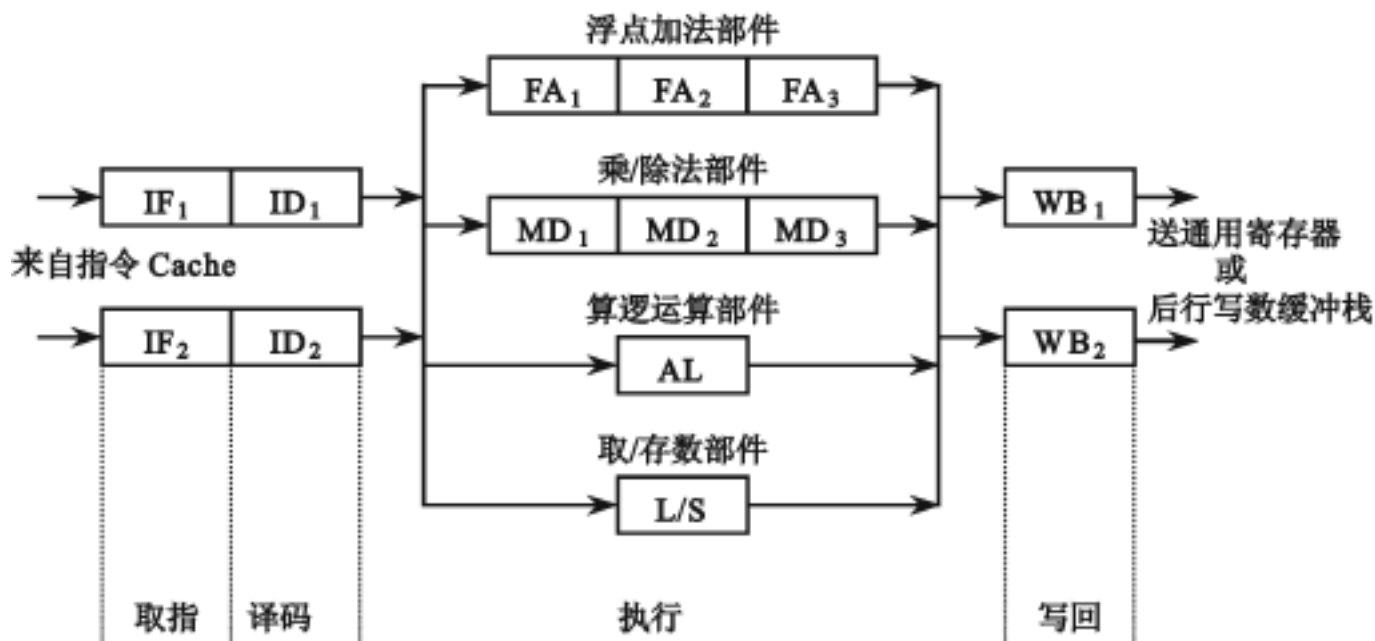 浮点加法部件
FA₁ FA₂ FA₃
乘/除法部件
IF₁ ID₁ MD₁ MD₂ MD₃ WB₁
来自指令 Cache
送通用寄存器
或
后行写数缓冲栈
算逻运算部件
IF₂ ID₂ AL WB₂
取/存数部件
L/S
取指 译码 执行 写回